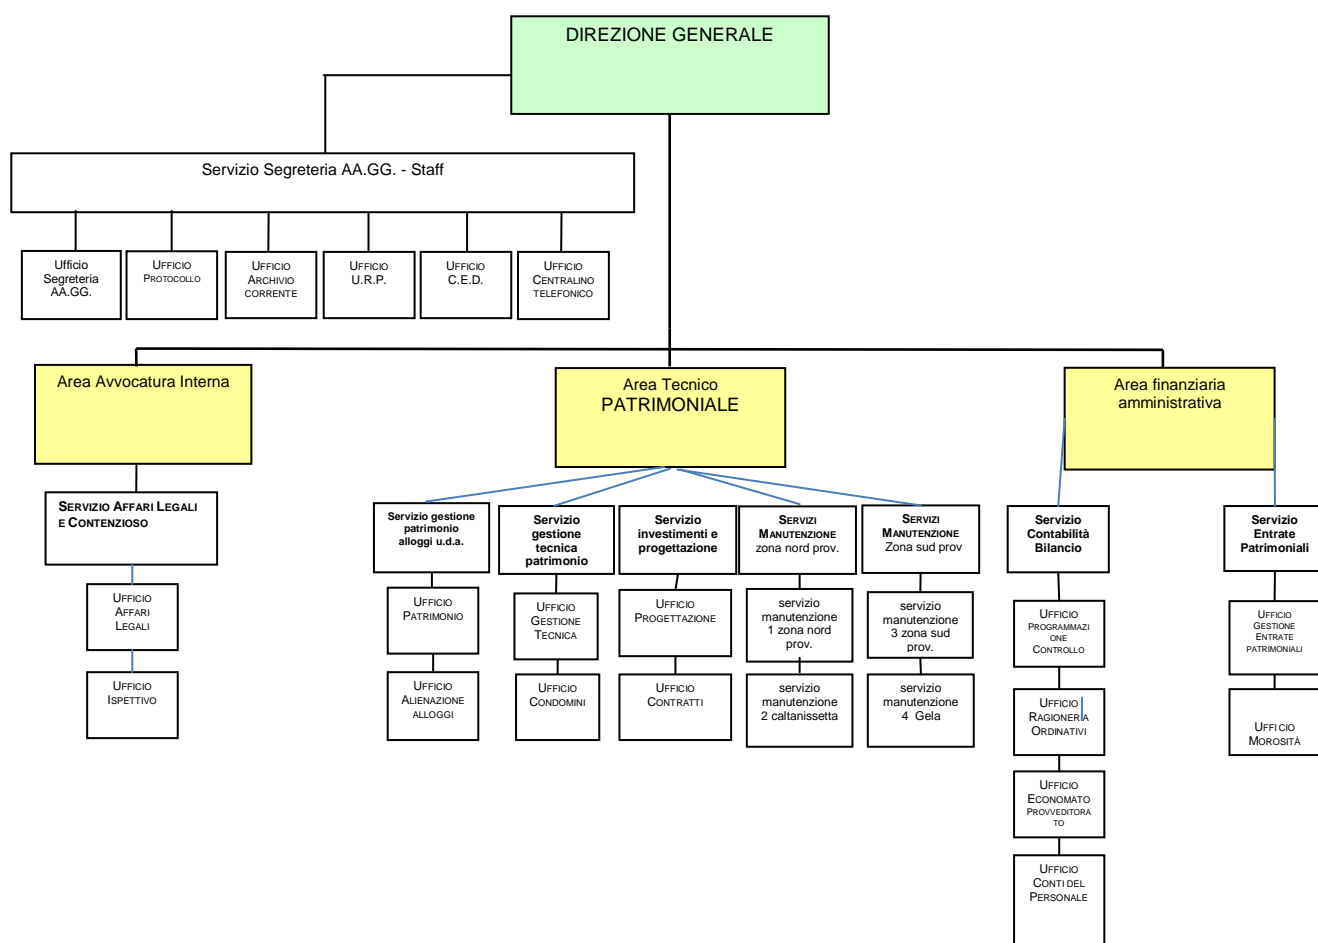 DIREZIONE GENERALE
Servizio Segreteria AA.GG. - Staff
Ufficio
Segreteria
AA.GG.
UFFICIO
PROTOCOLLO
UFFICIO
ARCHIVIO
CORRENTE
UFFICIO
U.R.P.
UFFICIO
C.E.D.
UFFICIO
CENTRALINO
TELEFONICO
Area Avvocatura Interna
Area Tecnico
PATRIMONIALE
Area finanziaria
amministrativa
SERVIZIO AFFARI LEGALI
E CONTENZIOSO
UFFICIO
AFFARI
LEGALI
UFFICIO
ISPETTIVO
Servizio gestione
patrimonio
alloggi u.d.a.
UFFICIO
PATRIMONIO
UFFICIO
ALIENAZIONE
ALLOGGI
Servizio
gestione
tecnica
patrimonio
UFFICIO
GESTIONE
TECNICA
UFFICIO
CONDOMINI
Servizio
investimenti e
progettazione
UFFICIO
PROGETTAZIONE
UFFICIO
CONTRATTI
SERVIZI
MANUTENZIONE
zona nord prov.
servizio
manutenzione
1 zona nord
prov.
servizio
manutenzione
2 caltanissetta
SERVIZI
MANUTENZIONE
Zona sud prov
servizio
manutenzione
3 zona sud
prov.
servizio
manutenzione
4 Gela
Servizio
Contabilità
Bilancio
UFFICIO
PROGRAMMAZI
ONE
CONTROLLO
UFFICIO
RAGIONERIA
ORDINATIVI
UFFICIO
ECONOMATO
PROVVEDITORA
TO
UFFICIO
CONTI DEL
PERSONALE
Servizio
Entrate
Patrimoniali
UFFICIO
GESTIONE
ENTRATE
PATRIMONIALI
UFFICIO
MOROSITÀ